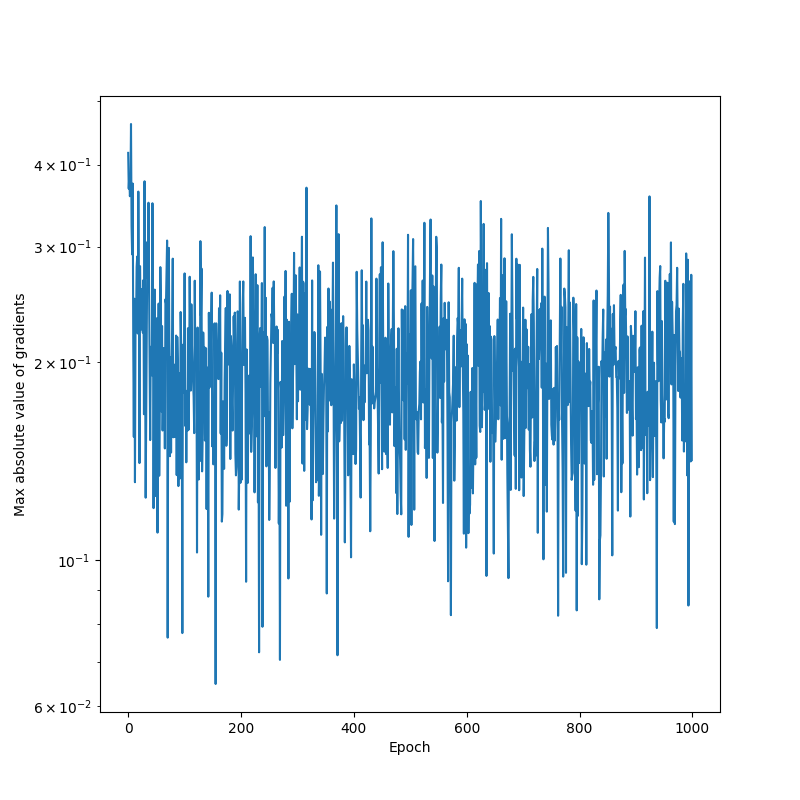 Max absolute value of gradients
4 × 10⁻¹
3 × 10⁻¹
2 × 10⁻¹
10⁻¹
6 × 10⁻²
0 200 400 600 800 1000
Epoch